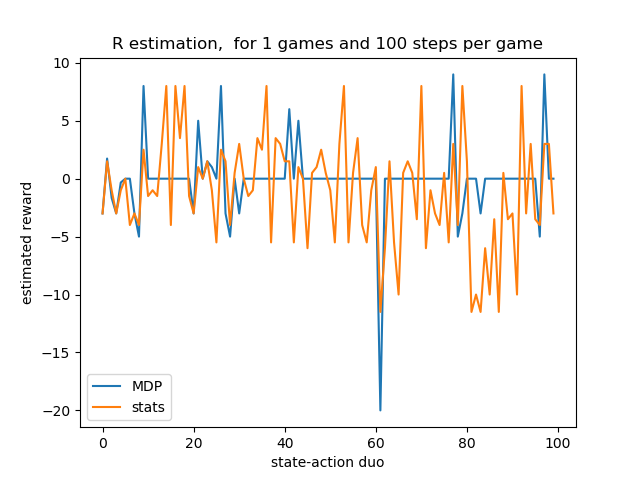 R estimation,  for 1 games and 100 steps per game
estimated reward
10
5
0
−5
−10
−15
−20
MDP
stats
0 20 40 60 80 100
state-action duo